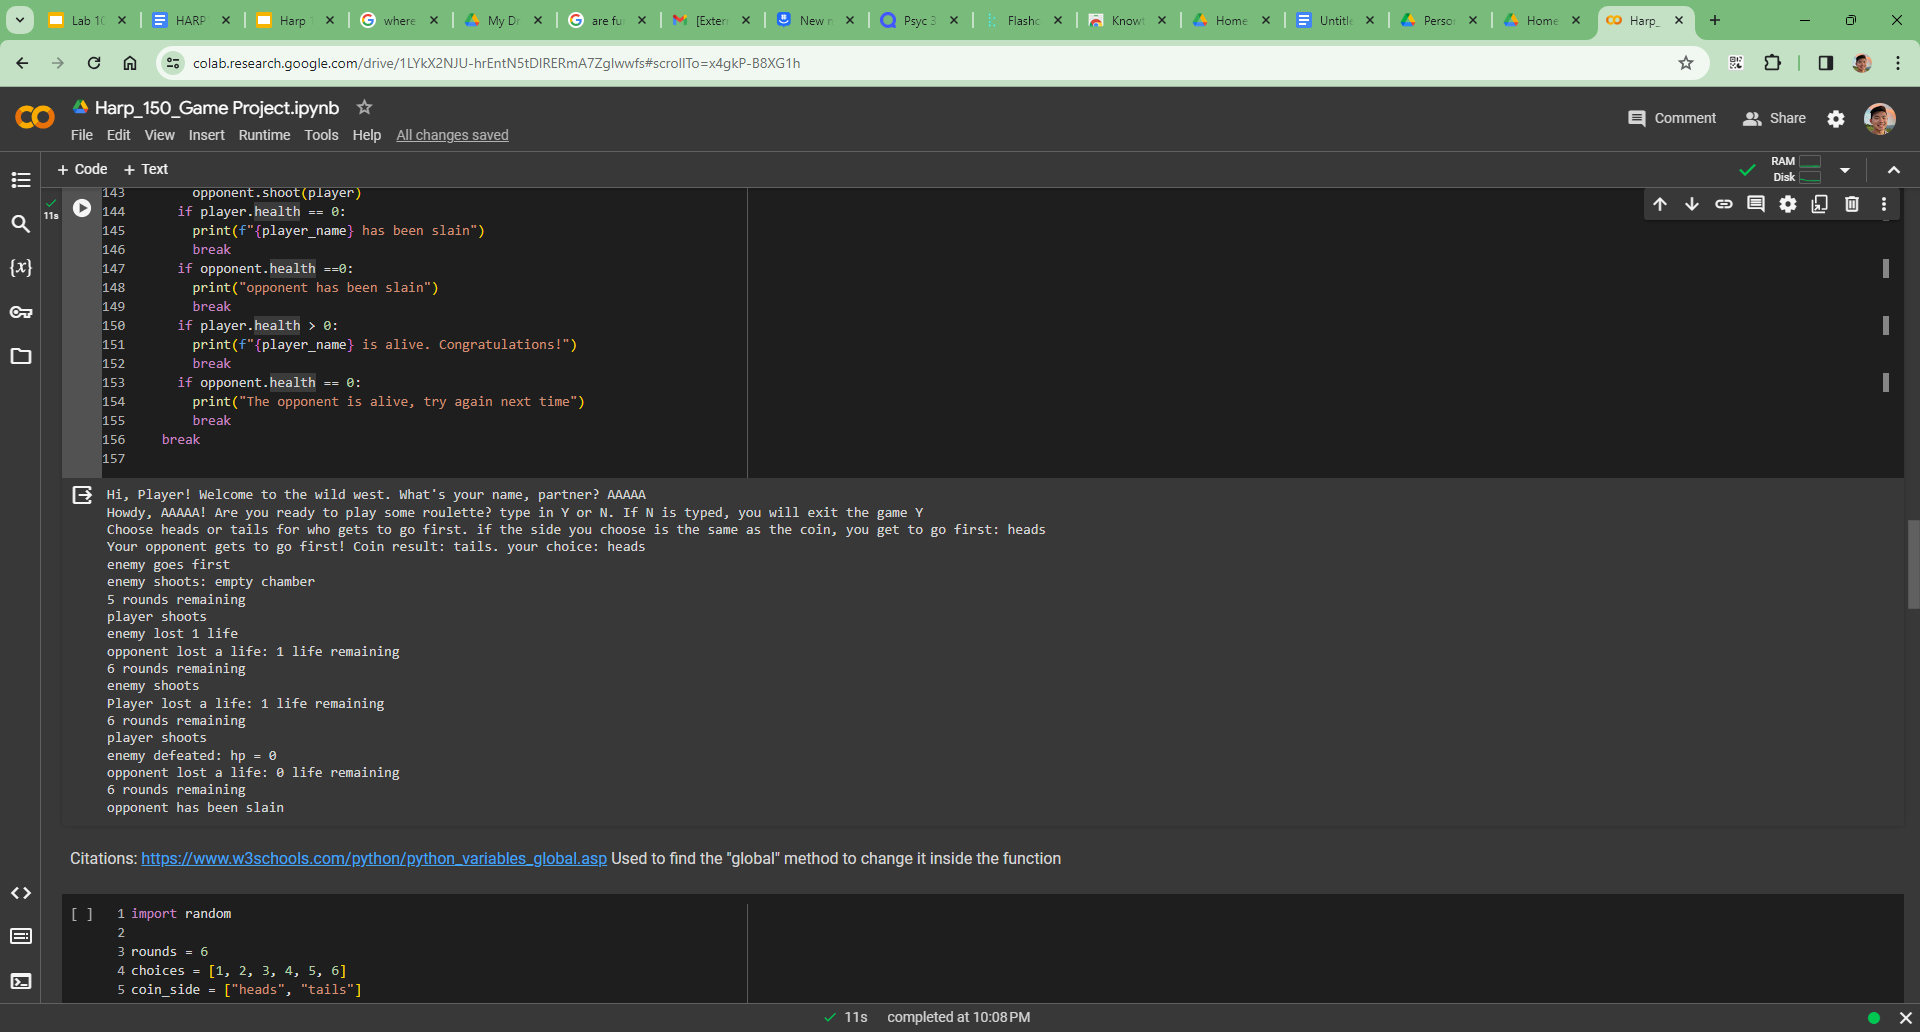 Lab 10
HARP
Harp
where
My Dr
are fu
[Extern
New n
Psyc 3
Flashc
Knowt
Home
Untitle
Perso
Home
Harp_
colab.research.google.com/drive/1LYkX2NJU-hrEntN5tDIRERmA7Zglwwfs#scrollTo=x4gkP-B8XG1h
Harp_150_Game Project.ipynb
File Edit View Insert Runtime Tools Help All changes saved
Comment Share
+ Code + Text
RAM
Disk
11s
143 opponent.shoot(player)
144 if player.health == 0:
145 print(f"{player_name} has been slain")
146 break
147 if opponent.health ==0:
148 print("opponent has been slain")
149 break
150 if player.health > 0:
151 print(f"{player_name} is alive. Congratulations!")
152 break
153 if opponent.health == 0:
154 print("The opponent is alive, try again next time")
155 break
156 break
157
Hi, Player! Welcome to the wild west. What's your name, partner? AAAAA
Howdy, AAAAA! Are you ready to play some roulette? type in Y or N. If N is typed, you will exit the game Y
Choose heads or tails for who gets to go first. if the side you choose is the same as the coin, you get to go first: heads
Your opponent gets to go first! Coin result: tails. your choice: heads
enemy goes first
enemy shoots: empty chamber
5 rounds remaining
player shoots
enemy lost 1 life
opponent lost a life: 1 life remaining
6 rounds remaining
enemy shoots
Player lost a life: 1 life remaining
6 rounds remaining
player shoots
enemy defeated: hp = 0
opponent lost a life: 0 life remaining
6 rounds remaining
opponent has been slain
Citations: https://www.w3schools.com/python/python_variables_global.asp Used to find the "global" method to change it inside the function
[ ] 1 import random
2
3 rounds = 6
4 choices = [1, 2, 3, 4, 5, 6]
5 coin_side = ["heads", "tails"]
11s completed at 10:08 PM